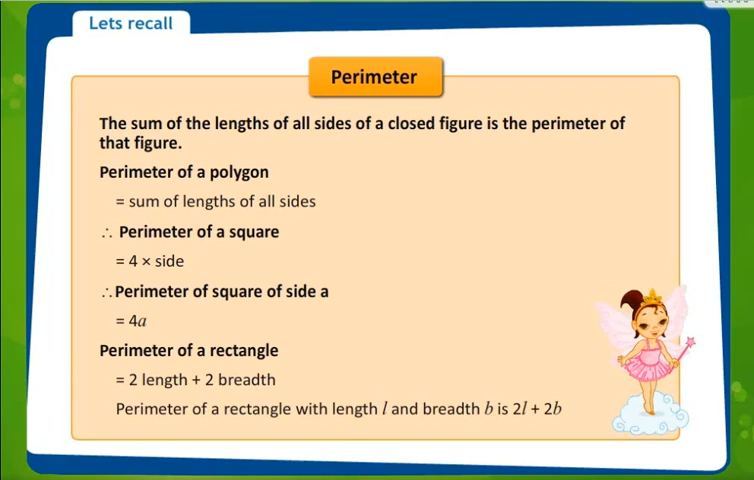 Lets recall
Perimeter
The sum of the lengths of all sides of a closed figure is the perimeter of
that figure.
Perimeter of a polygon
= sum of lengths of all sides
∴ Perimeter of a square
= 4 × side
∴Perimeter of square of side a
= 4a
Perimeter of a rectangle
= 2 length + 2 breadth
Perimeter of a rectangle with length l and breadth b is 2l + 2b